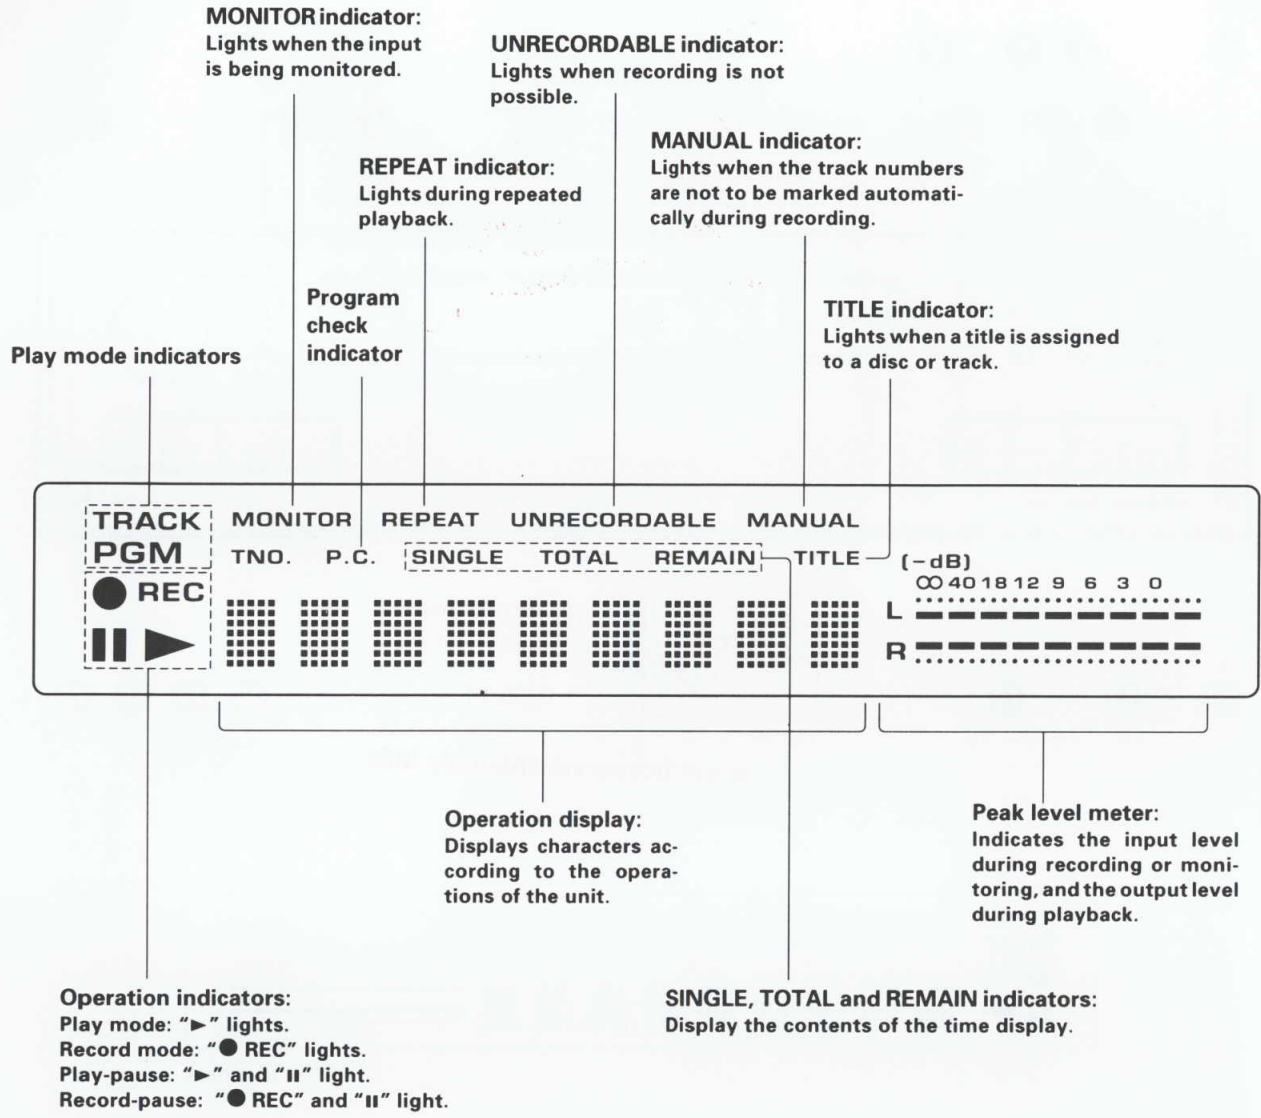 MONITOR indicator:
Lights when the input
is being monitored.
UNRECORDABLE indicator:
Lights when recording is not
possible.
MANUAL indicator:
Lights when the track numbers
are not to be marked automati-
cally during recording.
REPEAT indicator:
Lights during repeated
playback.
Program
check
indicator
TITLE indicator:
Lights when a title is assigned
to a disc or track.
Play mode indicators
TRACK MONITOR REPEAT UNRECORDABLE MANUAL
PGM TNO. P.C. SINGLE TOTAL REMAIN TITLE
(-dB)
∞ 40 18 12 9 6 3 0
● REC
L
R
Operation display:
Displays characters ac-
cording to the opera-
tions of the unit.
Peak level meter:
Indicates the input level
during recording or moni-
toring, and the output level
during playback.
Operation indicators:
Play mode: "►" lights.
Record mode: "● REC" lights.
Play-pause: "►" and "II" light.
Record-pause: "● REC" and "II" light.
SINGLE, TOTAL and REMAIN indicators:
Display the contents of the time display.